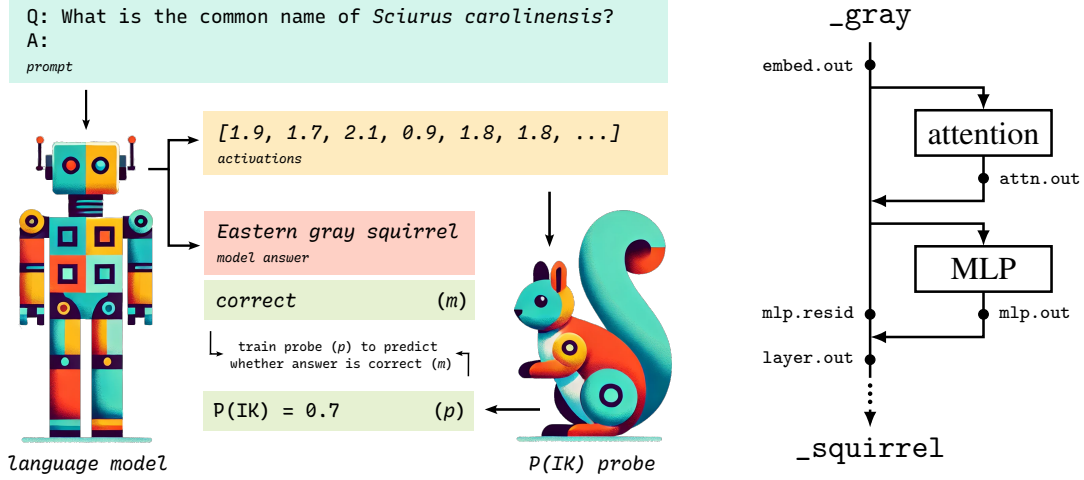 Q: What is the common name of Sciurus carolinensis?
A:
prompt
[1.9, 1.7, 2.1, 0.9, 1.8, 1.8, ...]
activations
Eastern gray squirrel
model answer
correct (m)
train probe (p) to predict
whether answer is correct (m)
P(IK) = 0.7 (p)
language model
P(IK) probe
_gray
embed.out
attention
attn.out
MLP
mlp.resid
mlp.out
layer.out
_squirrel